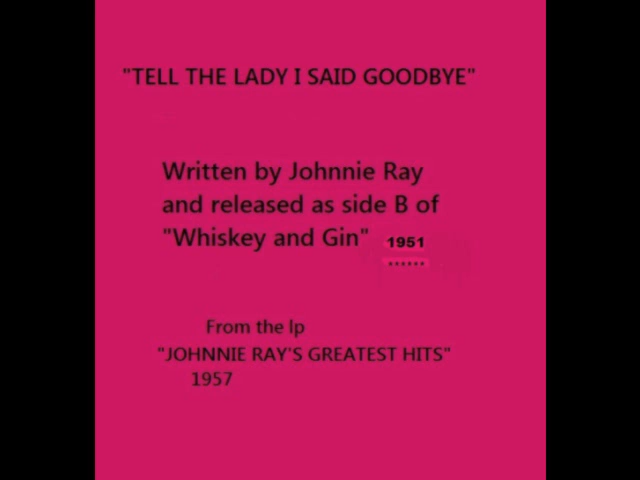 "TELL THE LADY I SAID GOODBYE"
Written by Johnnie Ray
and released as side B of
"Whiskey and Gin" 1951
From the lp
"JOHNNIE RAY'S GREATEST HITS"
1957